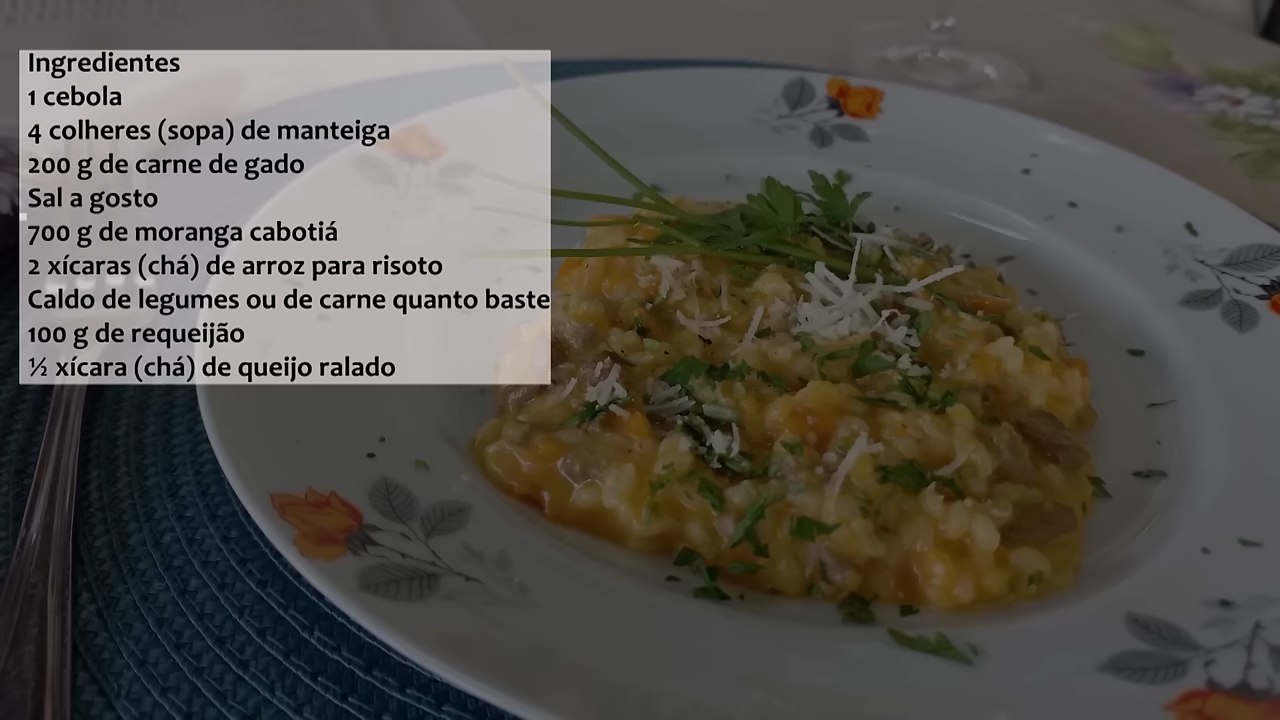 Ingredientes
1 cebola
4 colheres (sopa) de manteiga
200 g de carne de gado
Sal a gosto
700 g de moranga cabotiá
2 xícaras (chá) de arroz para risoto
Caldo de legumes ou de carne quanto baste
100 g de requeijão
½ xícara (chá) de queijo ralado